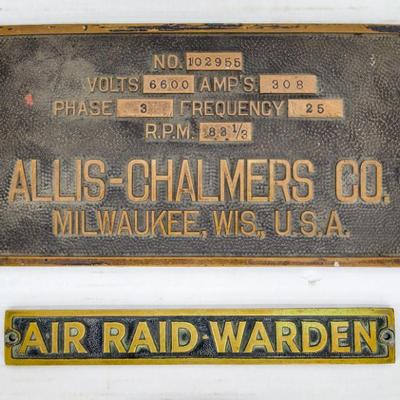 NO. 102955
VOLTS 6600 AMP'S. 308
PHASE 3 FREQUENCY 25
R.P.M. 83 1/3
ALLIS-CHALMERS CO.
MILWAUKEE, WIS., U.S.A.
AIR RAID WARDEN